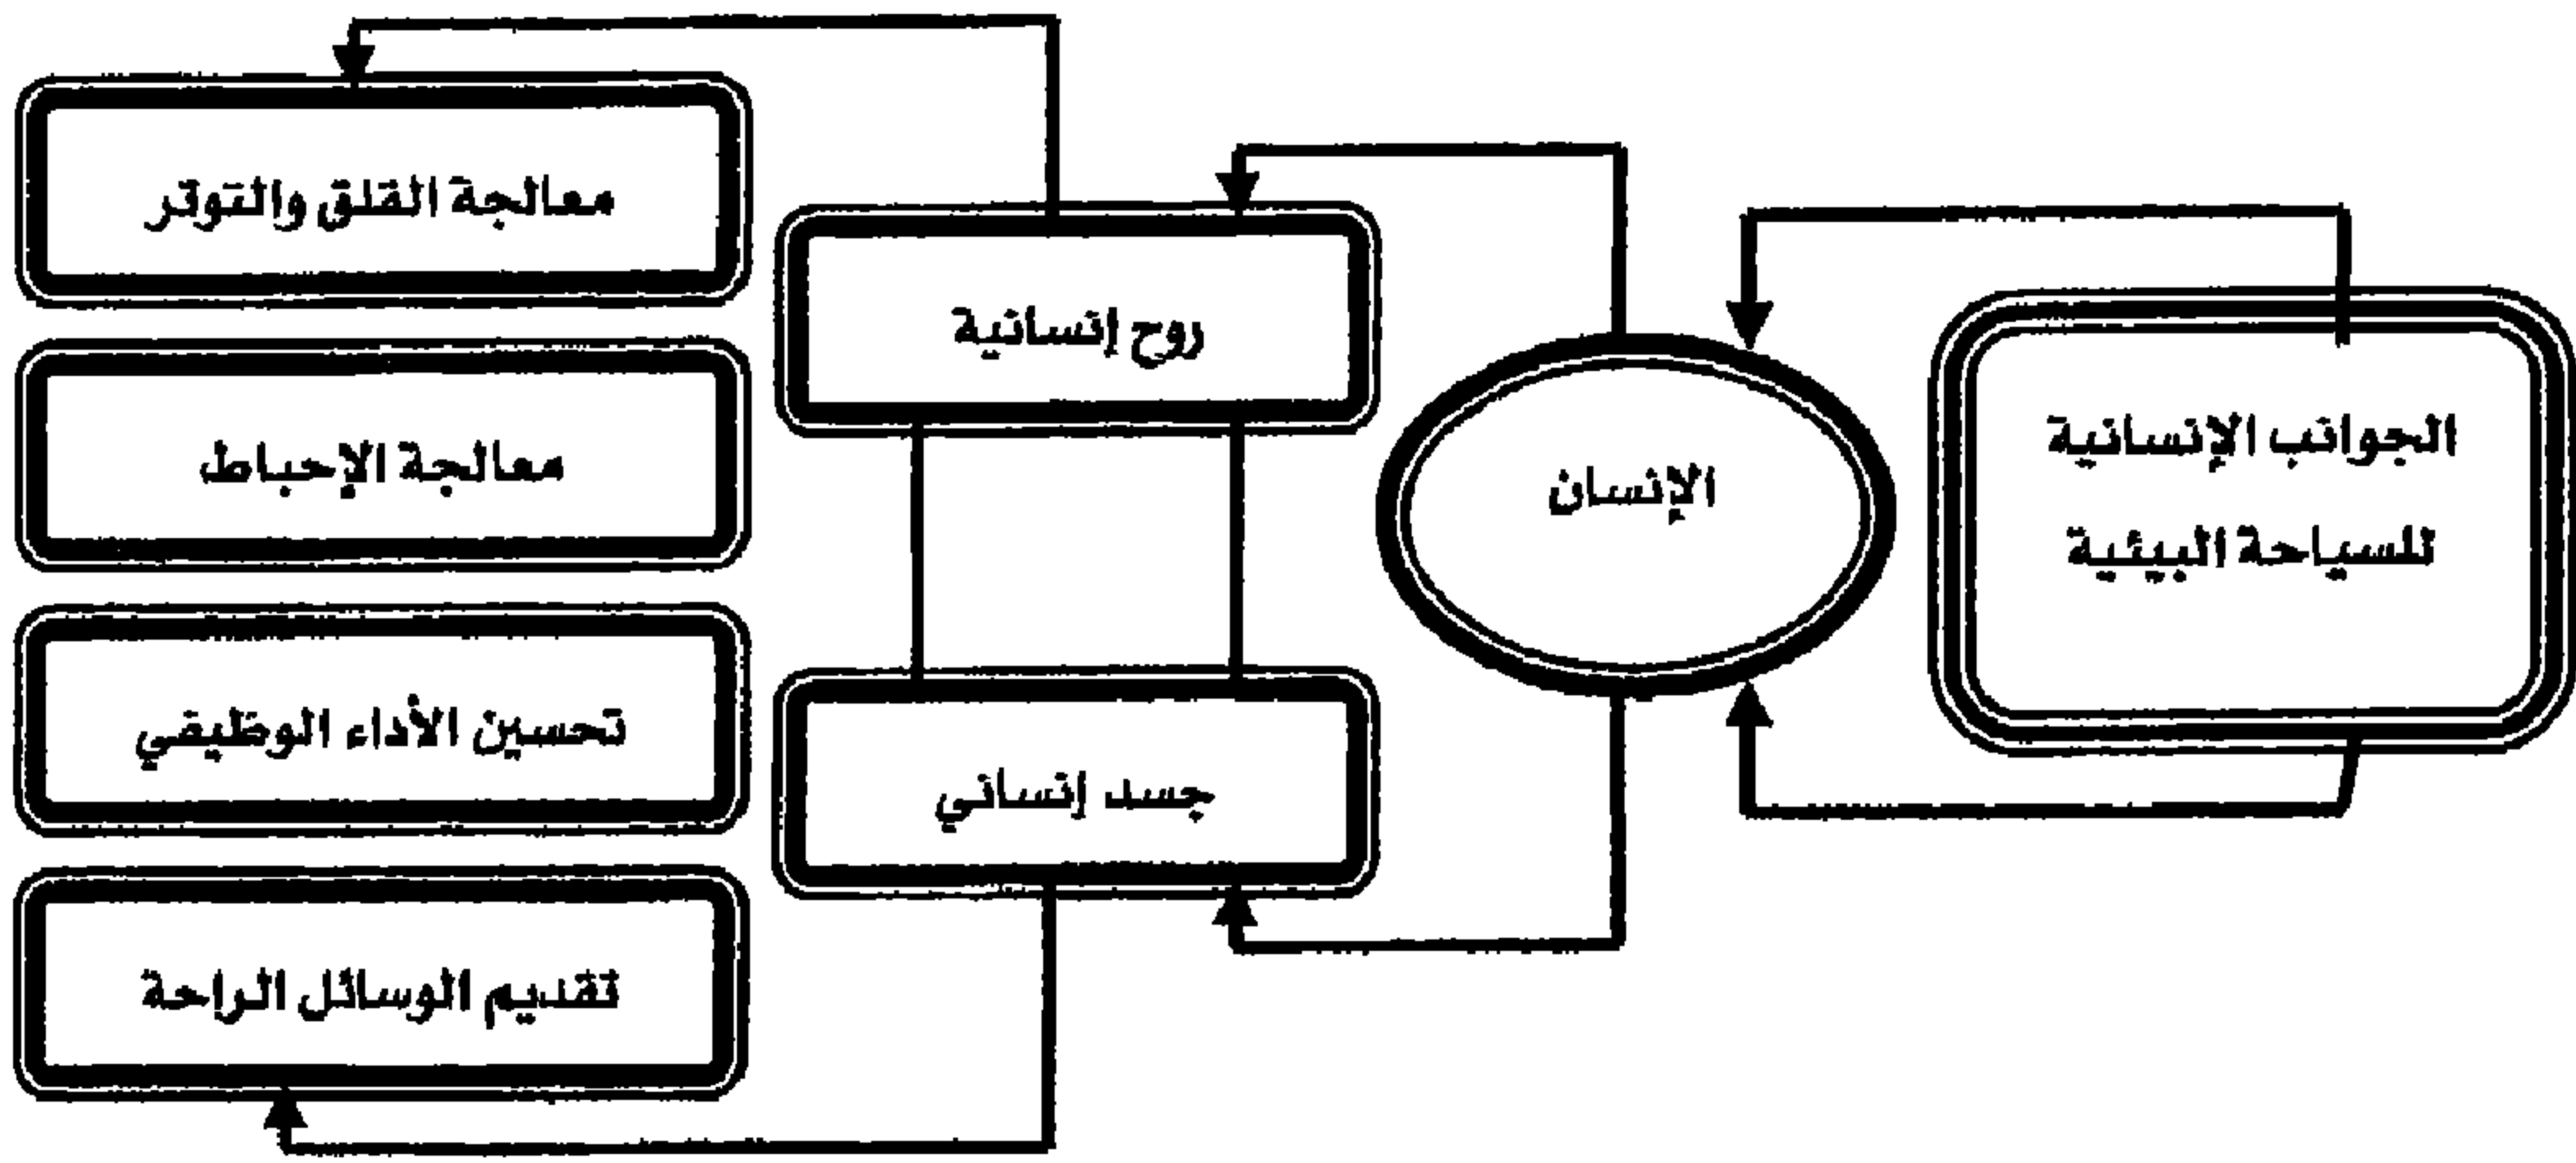 الجوانب الإنسانية
للسياحة البيئية
الإنسان
روح إنسانية
جسد إنساني
معالجة القلق والتوتر
معالجة الإحباط
تحسين الأداء الوظيفي
تقديم الوسائل الراحة